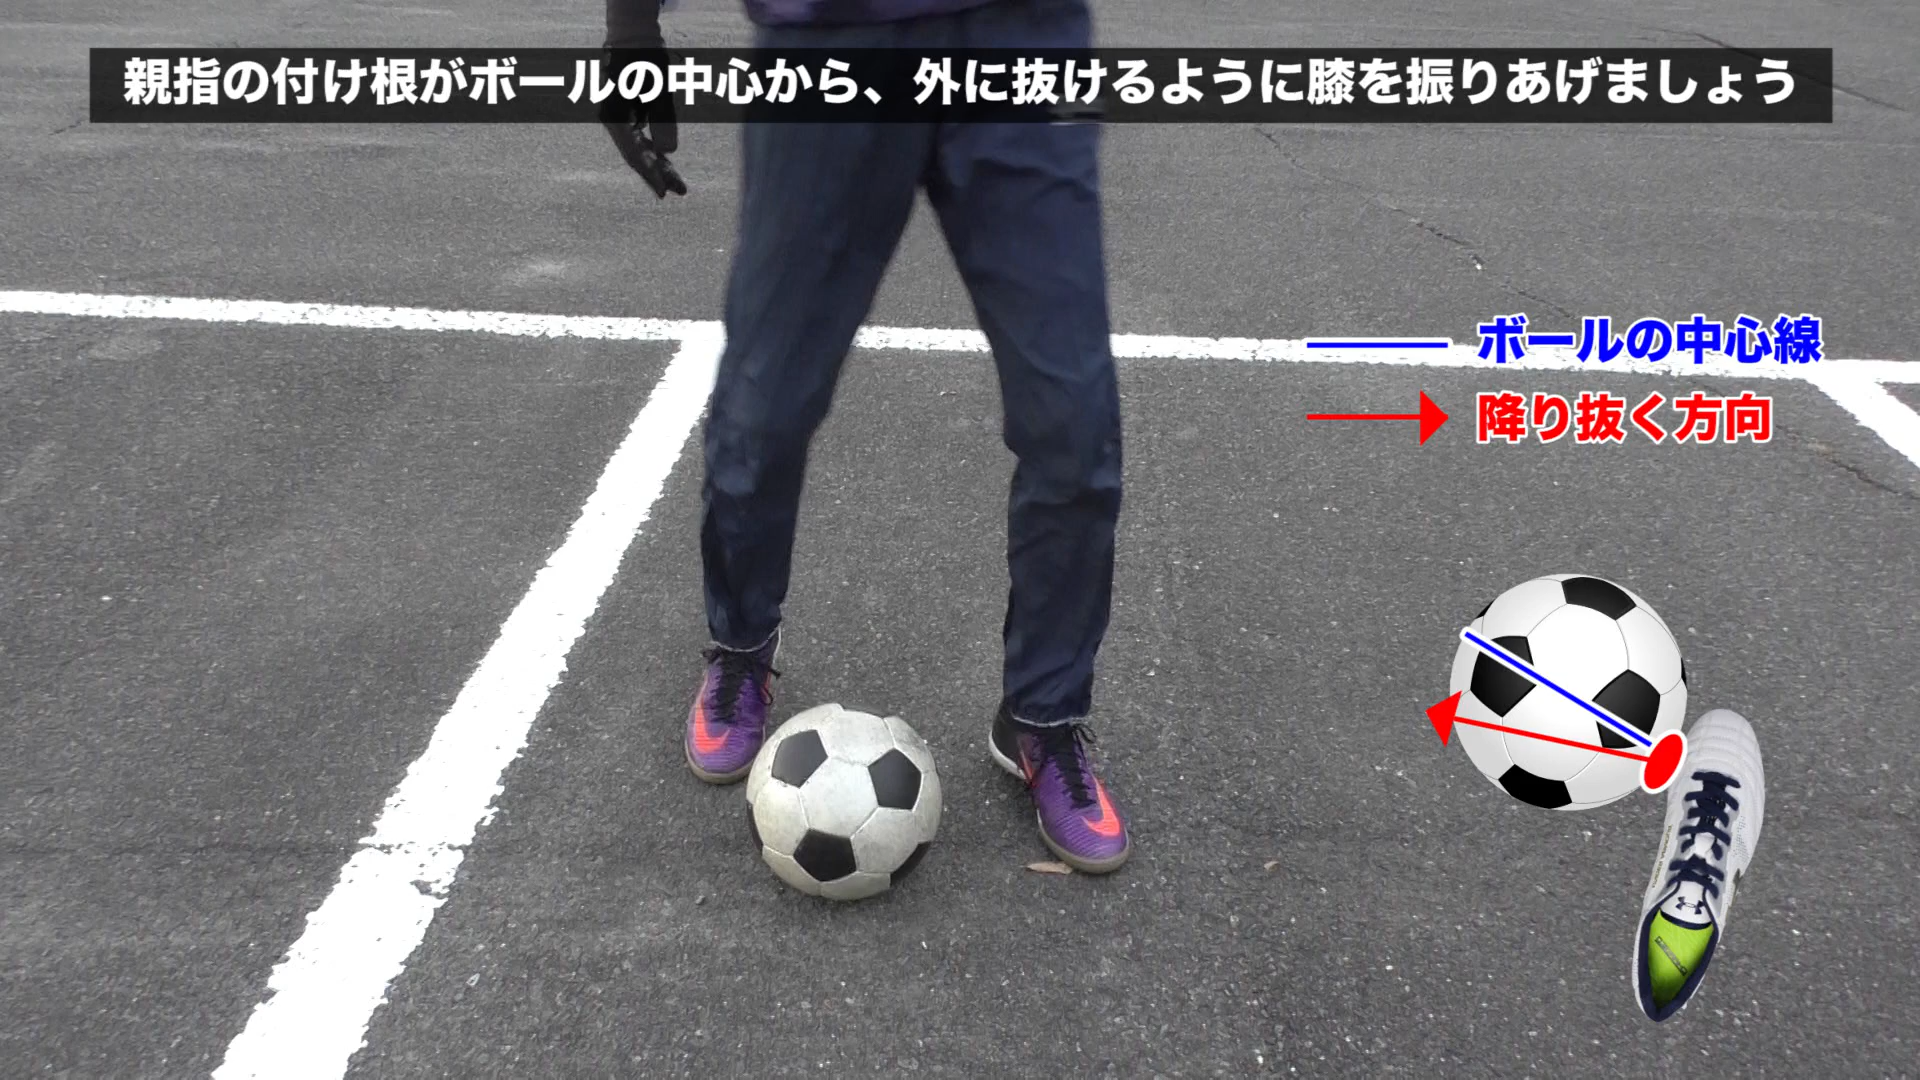 親指の付け根がボールの中心から、外に抜けるように膝を振りあげましょう
ボールの中心線
降り抜く方向